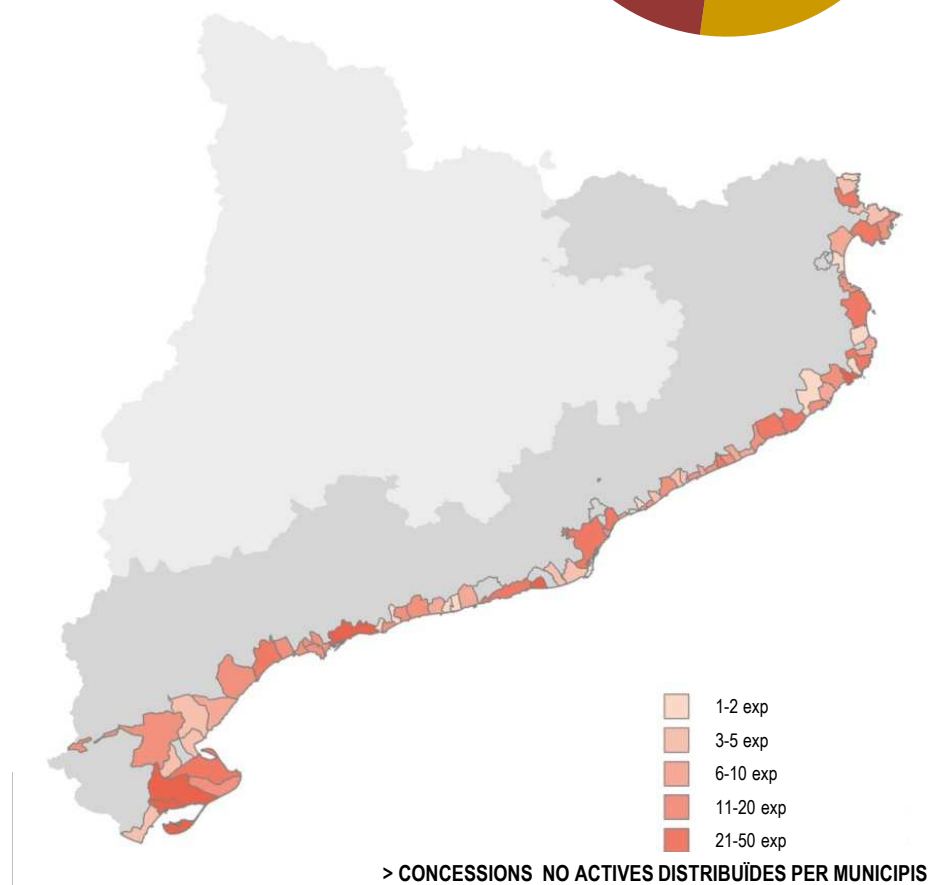 1-2 exp
3-5 exp
6-10 exp
11-20 exp
21-50 exp
> CONCESSIONS NO ACTIVES DISTRIBUÏDES PER MUNICIPIS